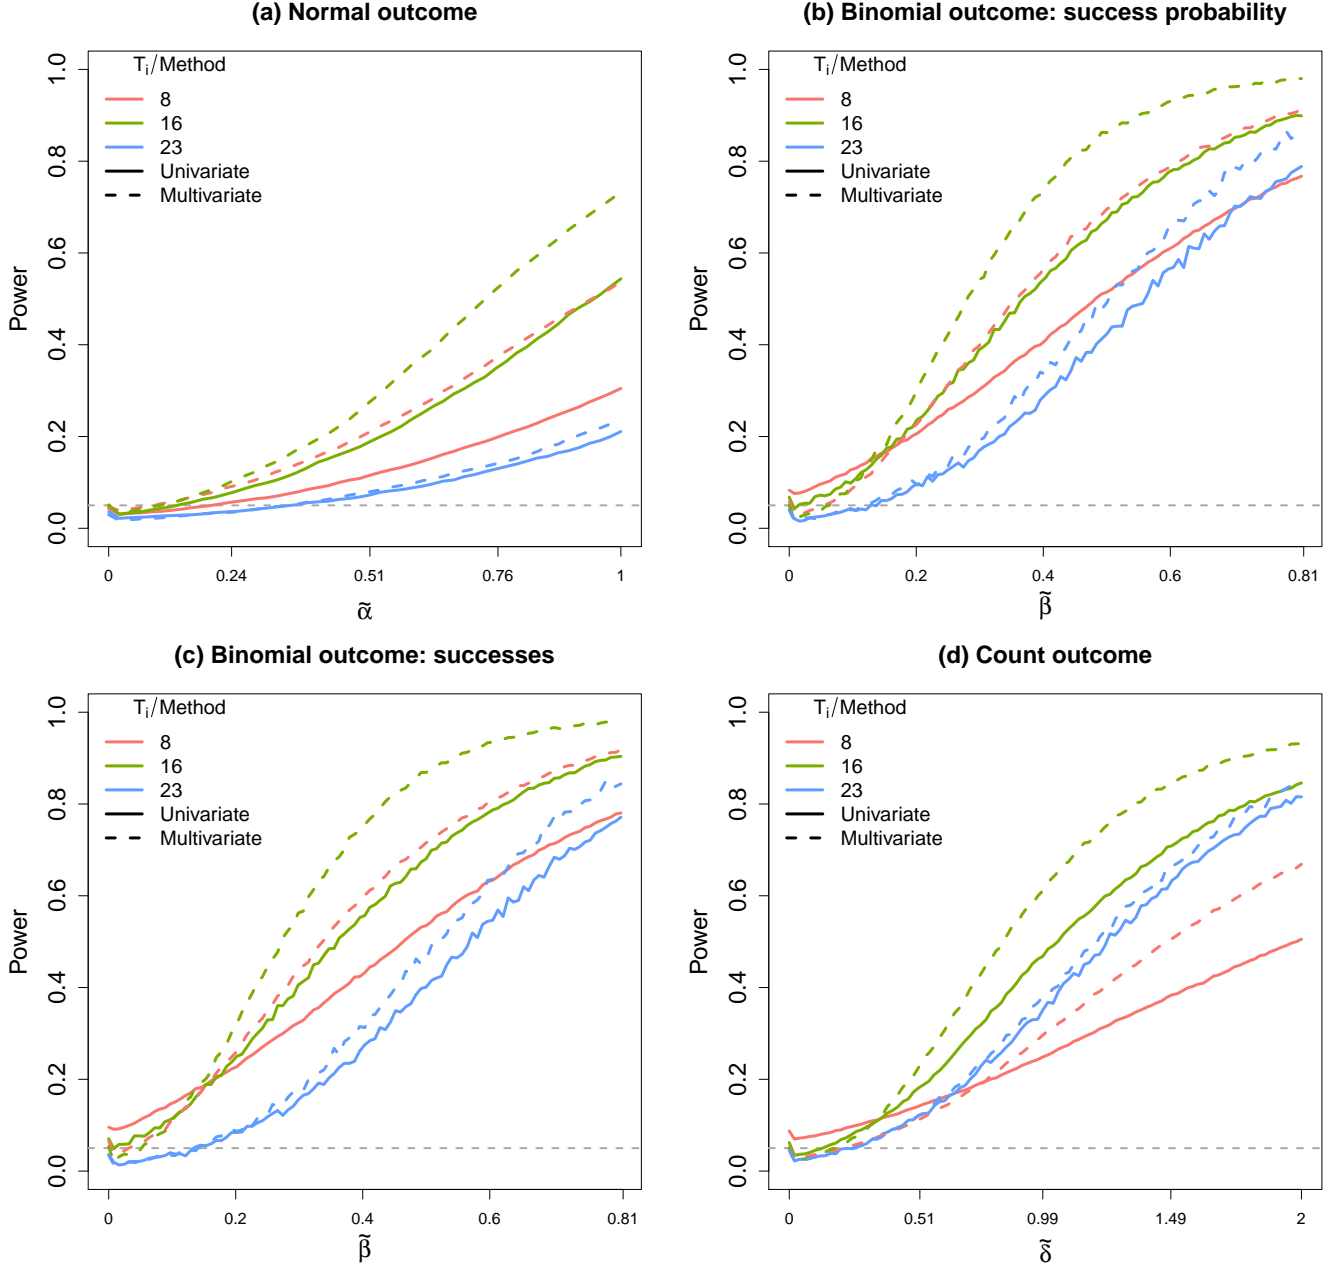 (a) Normal outcome
Tᵢ/Method
8
16
23
Univariate
Multivariate
Power
0.0 0.2 0.4 0.6 0.8 1.0
0 0.24 0.51 0.76 1
α̃
(b) Binomial outcome: success probability
Tᵢ/Method
8
16
23
Univariate
Multivariate
Power
0.0 0.2 0.4 0.6 0.8 1.0
0 0.2 0.4 0.6 0.81
β̃
(c) Binomial outcome: successes
Tᵢ/Method
8
16
23
Univariate
Multivariate
Power
0.0 0.2 0.4 0.6 0.8 1.0
0 0.2 0.4 0.6 0.81
β̃
(d) Count outcome
Tᵢ/Method
8
16
23
Univariate
Multivariate
Power
0.0 0.2 0.4 0.6 0.8 1.0
0 0.51 0.99 1.49 2
δ̃